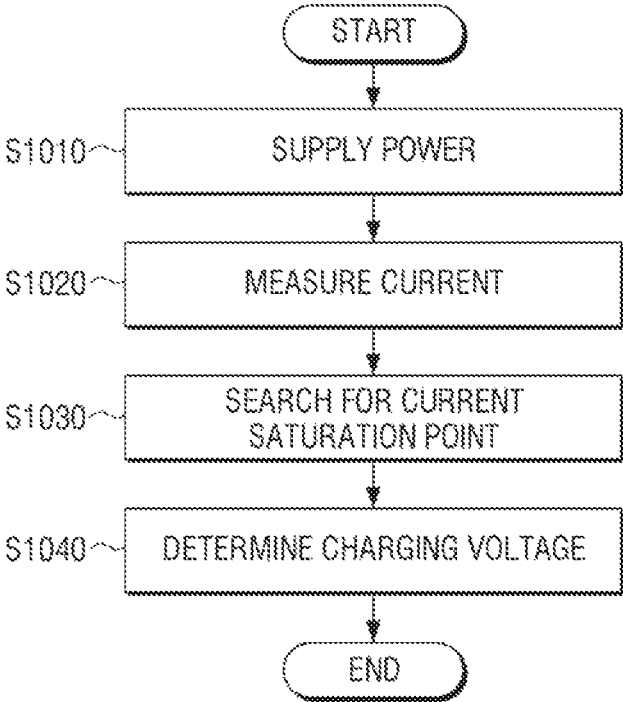 START
S1010
SUPPLY POWER
S1020
MEASURE CURRENT
S1030
SEARCH FOR CURRENT
SATURATION POINT
S1040
DETERMINE CHARGING VOLTAGE
END